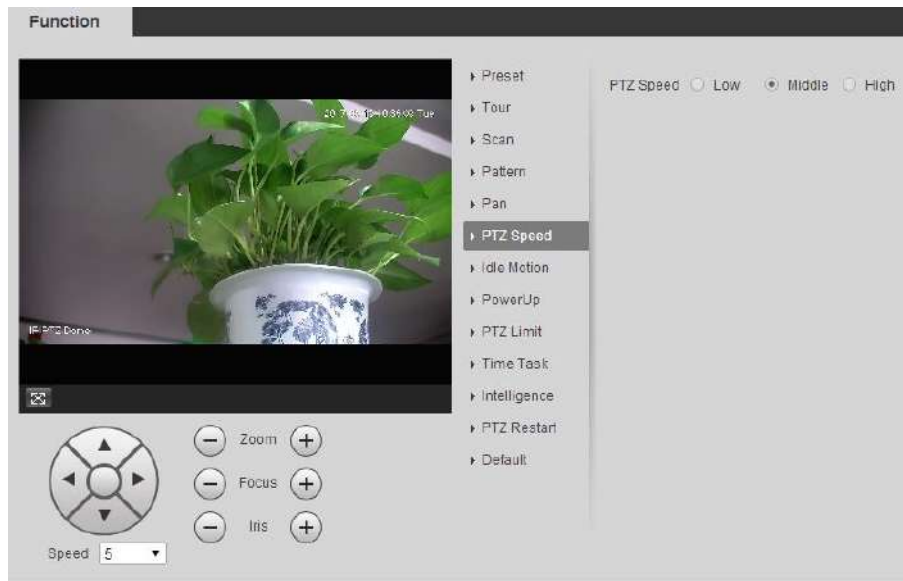 Function
Preset
Tour
Scan
Pattern
Pan
PTZ Speed
Idle Motion
PowerUp
PTZ Limit
Time Task
Intelligence
PTZ Restart
Default
PTZ Speed Low Middle High
Tue
IP PTZ Dome
Zoom
Focus
Iris
Speed 5